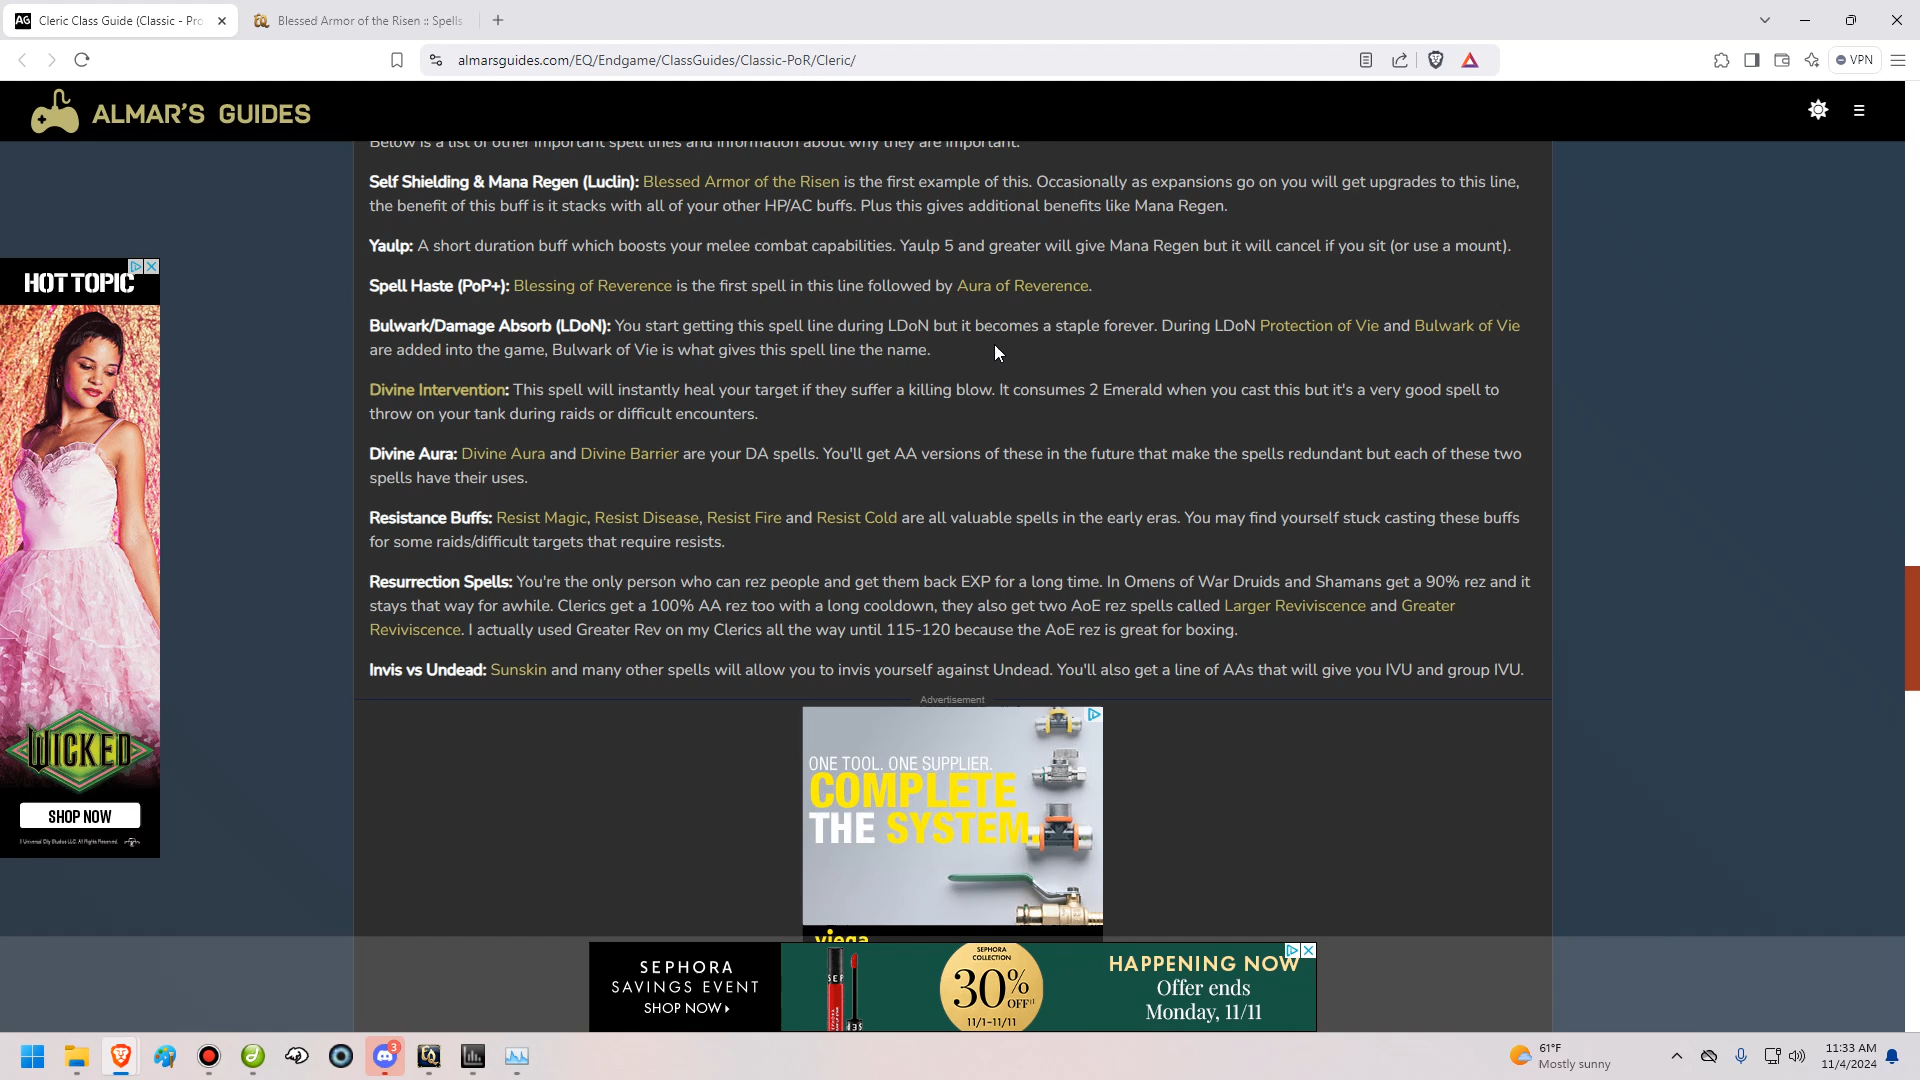 Cleric Class Guide (Classic - Pro
Blessed Armor of the Risen :: Spells
almarsguides.com/EQ/Endgame/ClassGuides/Classic-PoR/Cleric/
VPN
ALMAR'S GUIDES
Below is a list of other important spell lines and information about why they are important.
Self Shielding & Mana Regen (Luclin): Blessed Armor of the Risen is the first example of this. Occasionally as expansions go on you will get upgrades to this line,
the benefit of this buff is it stacks with all of your other HP/AC buffs. Plus this gives additional benefits like Mana Regen.
Yaulp: A short duration buff which boosts your melee combat capabilities. Yaulp 5 and greater will give Mana Regen but it will cancel if you sit (or use a mount).
Spell Haste (PoP+): Blessing of Reverence is the first spell in this line followed by Aura of Reverence.
Bulwark/Damage Absorb (LDoN): You start getting this spell line during LDoN but it becomes a staple forever. During LDoN Protection of Vie and Bulwark of Vie
are added into the game, Bulwark of Vie is what gives this spell line the name.
Divine Intervention: This spell will instantly heal your target if they suffer a killing blow. It consumes 2 Emerald when you cast this but it's a very good spell to
throw on your tank during raids or difficult encounters.
Divine Aura: Divine Aura and Divine Barrier are your DA spells. You'll get AA versions of these in the future that make the spells redundant but each of these two
spells have their uses.
Resistance Buffs: Resist Magic, Resist Disease, Resist Fire and Resist Cold are all valuable spells in the early eras. You may find yourself stuck casting these buffs
for some raids/difficult targets that require resists.
Resurrection Spells: You're the only person who can rez people and get them back EXP for a long time. In Omens of War Druids and Shamans get a 90% rez and it
stays that way for awhile. Clerics get a 100% AA rez too with a long cooldown, they also get two AoE rez spells called Larger Reviviscence and Greater
Reviviscence. I actually used Greater Rev on my Clerics all the way until 115-120 because the AoE rez is great for boxing.
Invis vs Undead: Sunskin and many other spells will allow you to invis yourself against Undead. You'll also get a line of AAs that will give you IVU and group IVU.
HOT TOPIC
WICKED
SHOP NOW
Advertisement
ONE TOOL. ONE SUPPLIER.
COMPLETE
THE SYSTEM.
viega
SEPHORA
SAVINGS EVENT
SHOP NOW
SEPHORA
COLLECTION
30%
OFF
11/1–11/11
HAPPENING NOW
Offer ends
Monday, 11/11
3
61°F
Mostly sunny
11:33 AM
11/4/2024